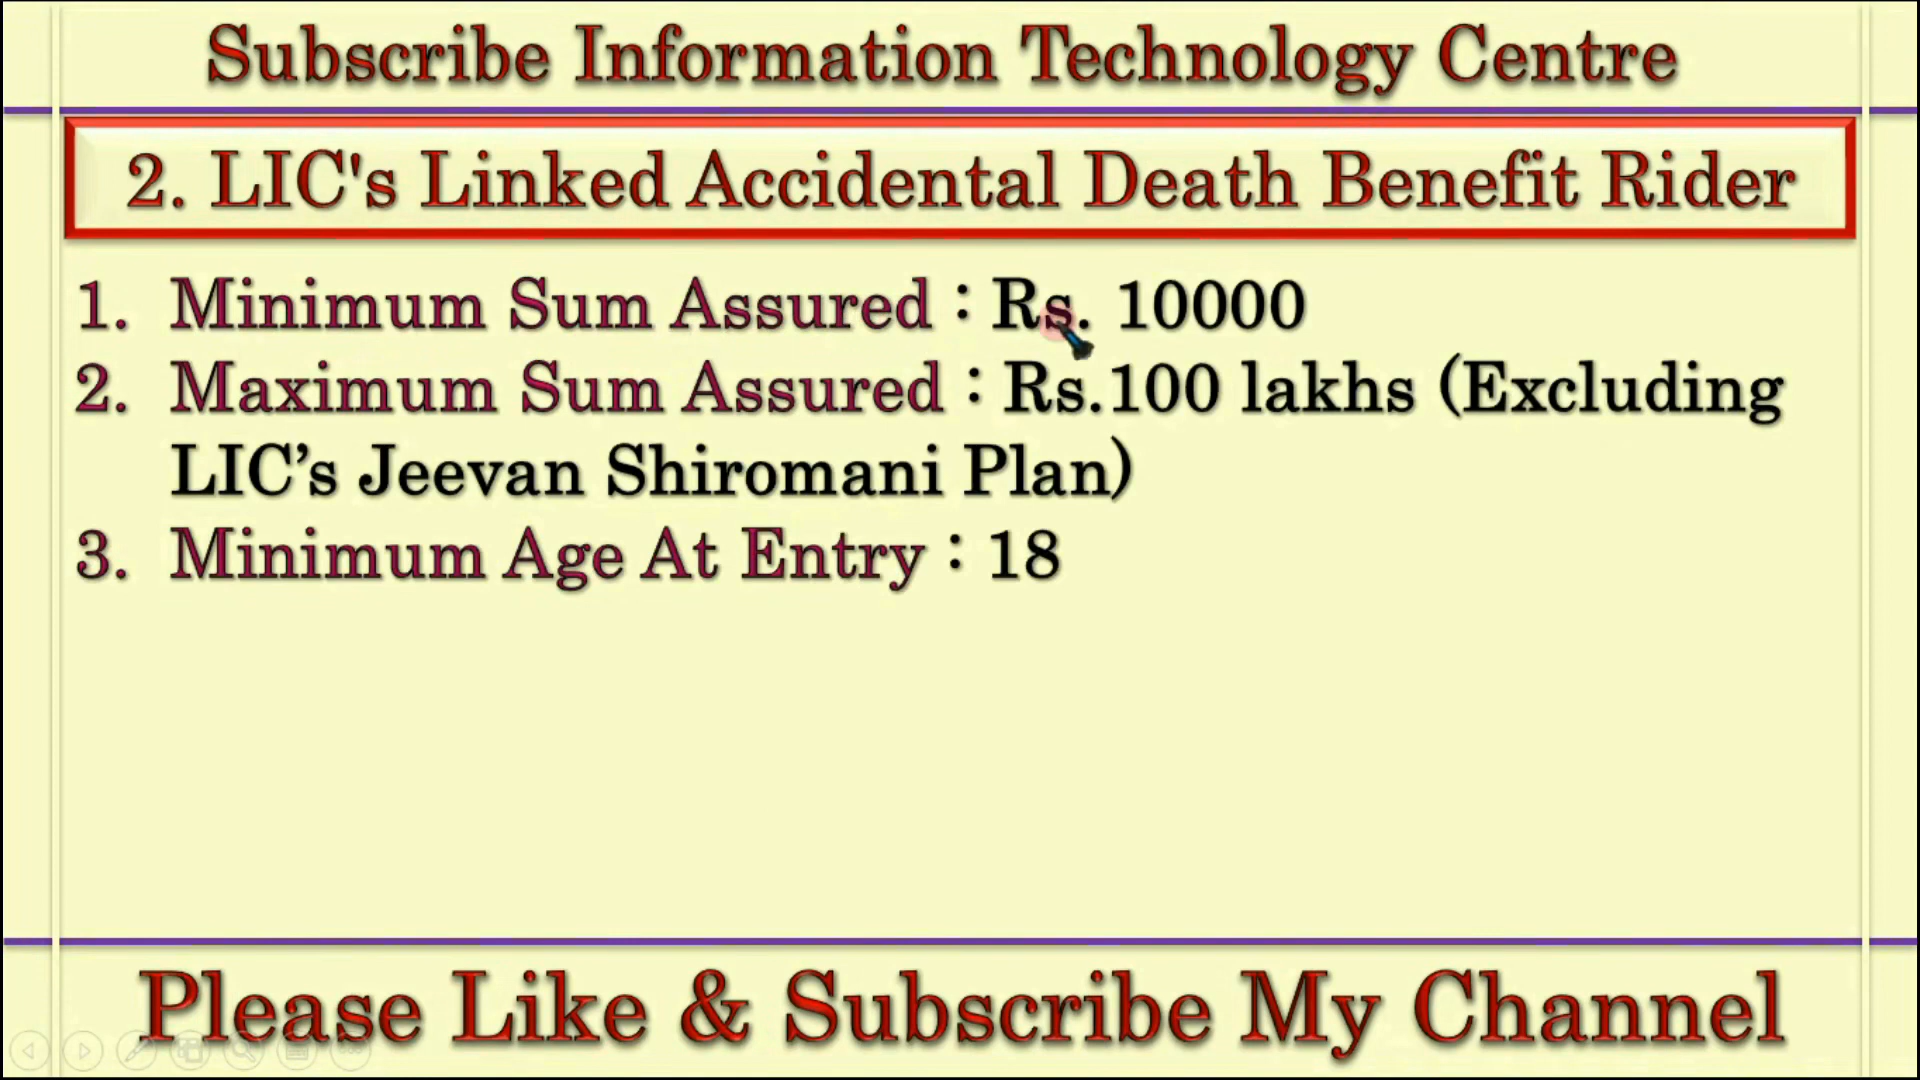 Subscribe Information Technology Centre
2. LIC's Linked Accidental Death Benefit Rider
1. Minimum Sum Assured : Rs. 10000
2. Maximum Sum Assured : Rs.100 lakhs (Excluding
LIC’s Jeevan Shiromani Plan)
3. Minimum Age At Entry : 18
Please Like & Subscribe My Channel